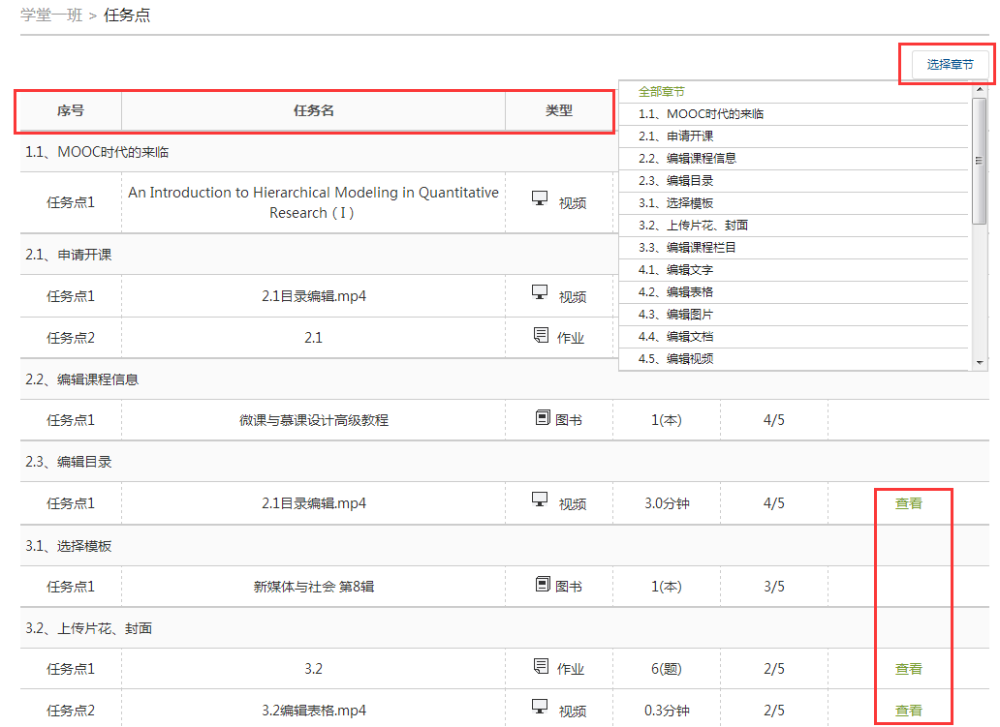 学堂一班 > 任务点
选择章节
序号 任务名 类型
全部章节
1.1、MOOC时代的来临
2.1、申请开课
2.2、编辑课程信息
2.3、编辑目录
3.1、选择模板
3.2、上传片花、封面
3.3、编辑课程栏目
4.1、编辑文字
4.2、编辑表格
4.3、编辑图片
4.4、编辑文档
4.5、编辑视频
1.1、MOOC时代的来临
任务点1 An Introduction to Hierarchical Modeling in Quantitative
Research ( I ) 视频
2.1、申请开课
任务点1 2.1目录编辑.mp4 视频
任务点2 2.1 作业
2.2、编辑课程信息
任务点1 微课与慕课设计高级教程 图书 1(本) 4/5
2.3、编辑目录
任务点1 2.1目录编辑.mp4 视频 3.0分钟 4/5 查看
3.1、选择模板
任务点1 新媒体与社会 第8辑 图书 1(本) 3/5
3.2、上传片花、封面
任务点1 3.2 作业 6(题) 2/5 查看
任务点2 3.2编辑表格.mp4 视频 0.3分钟 2/5 查看